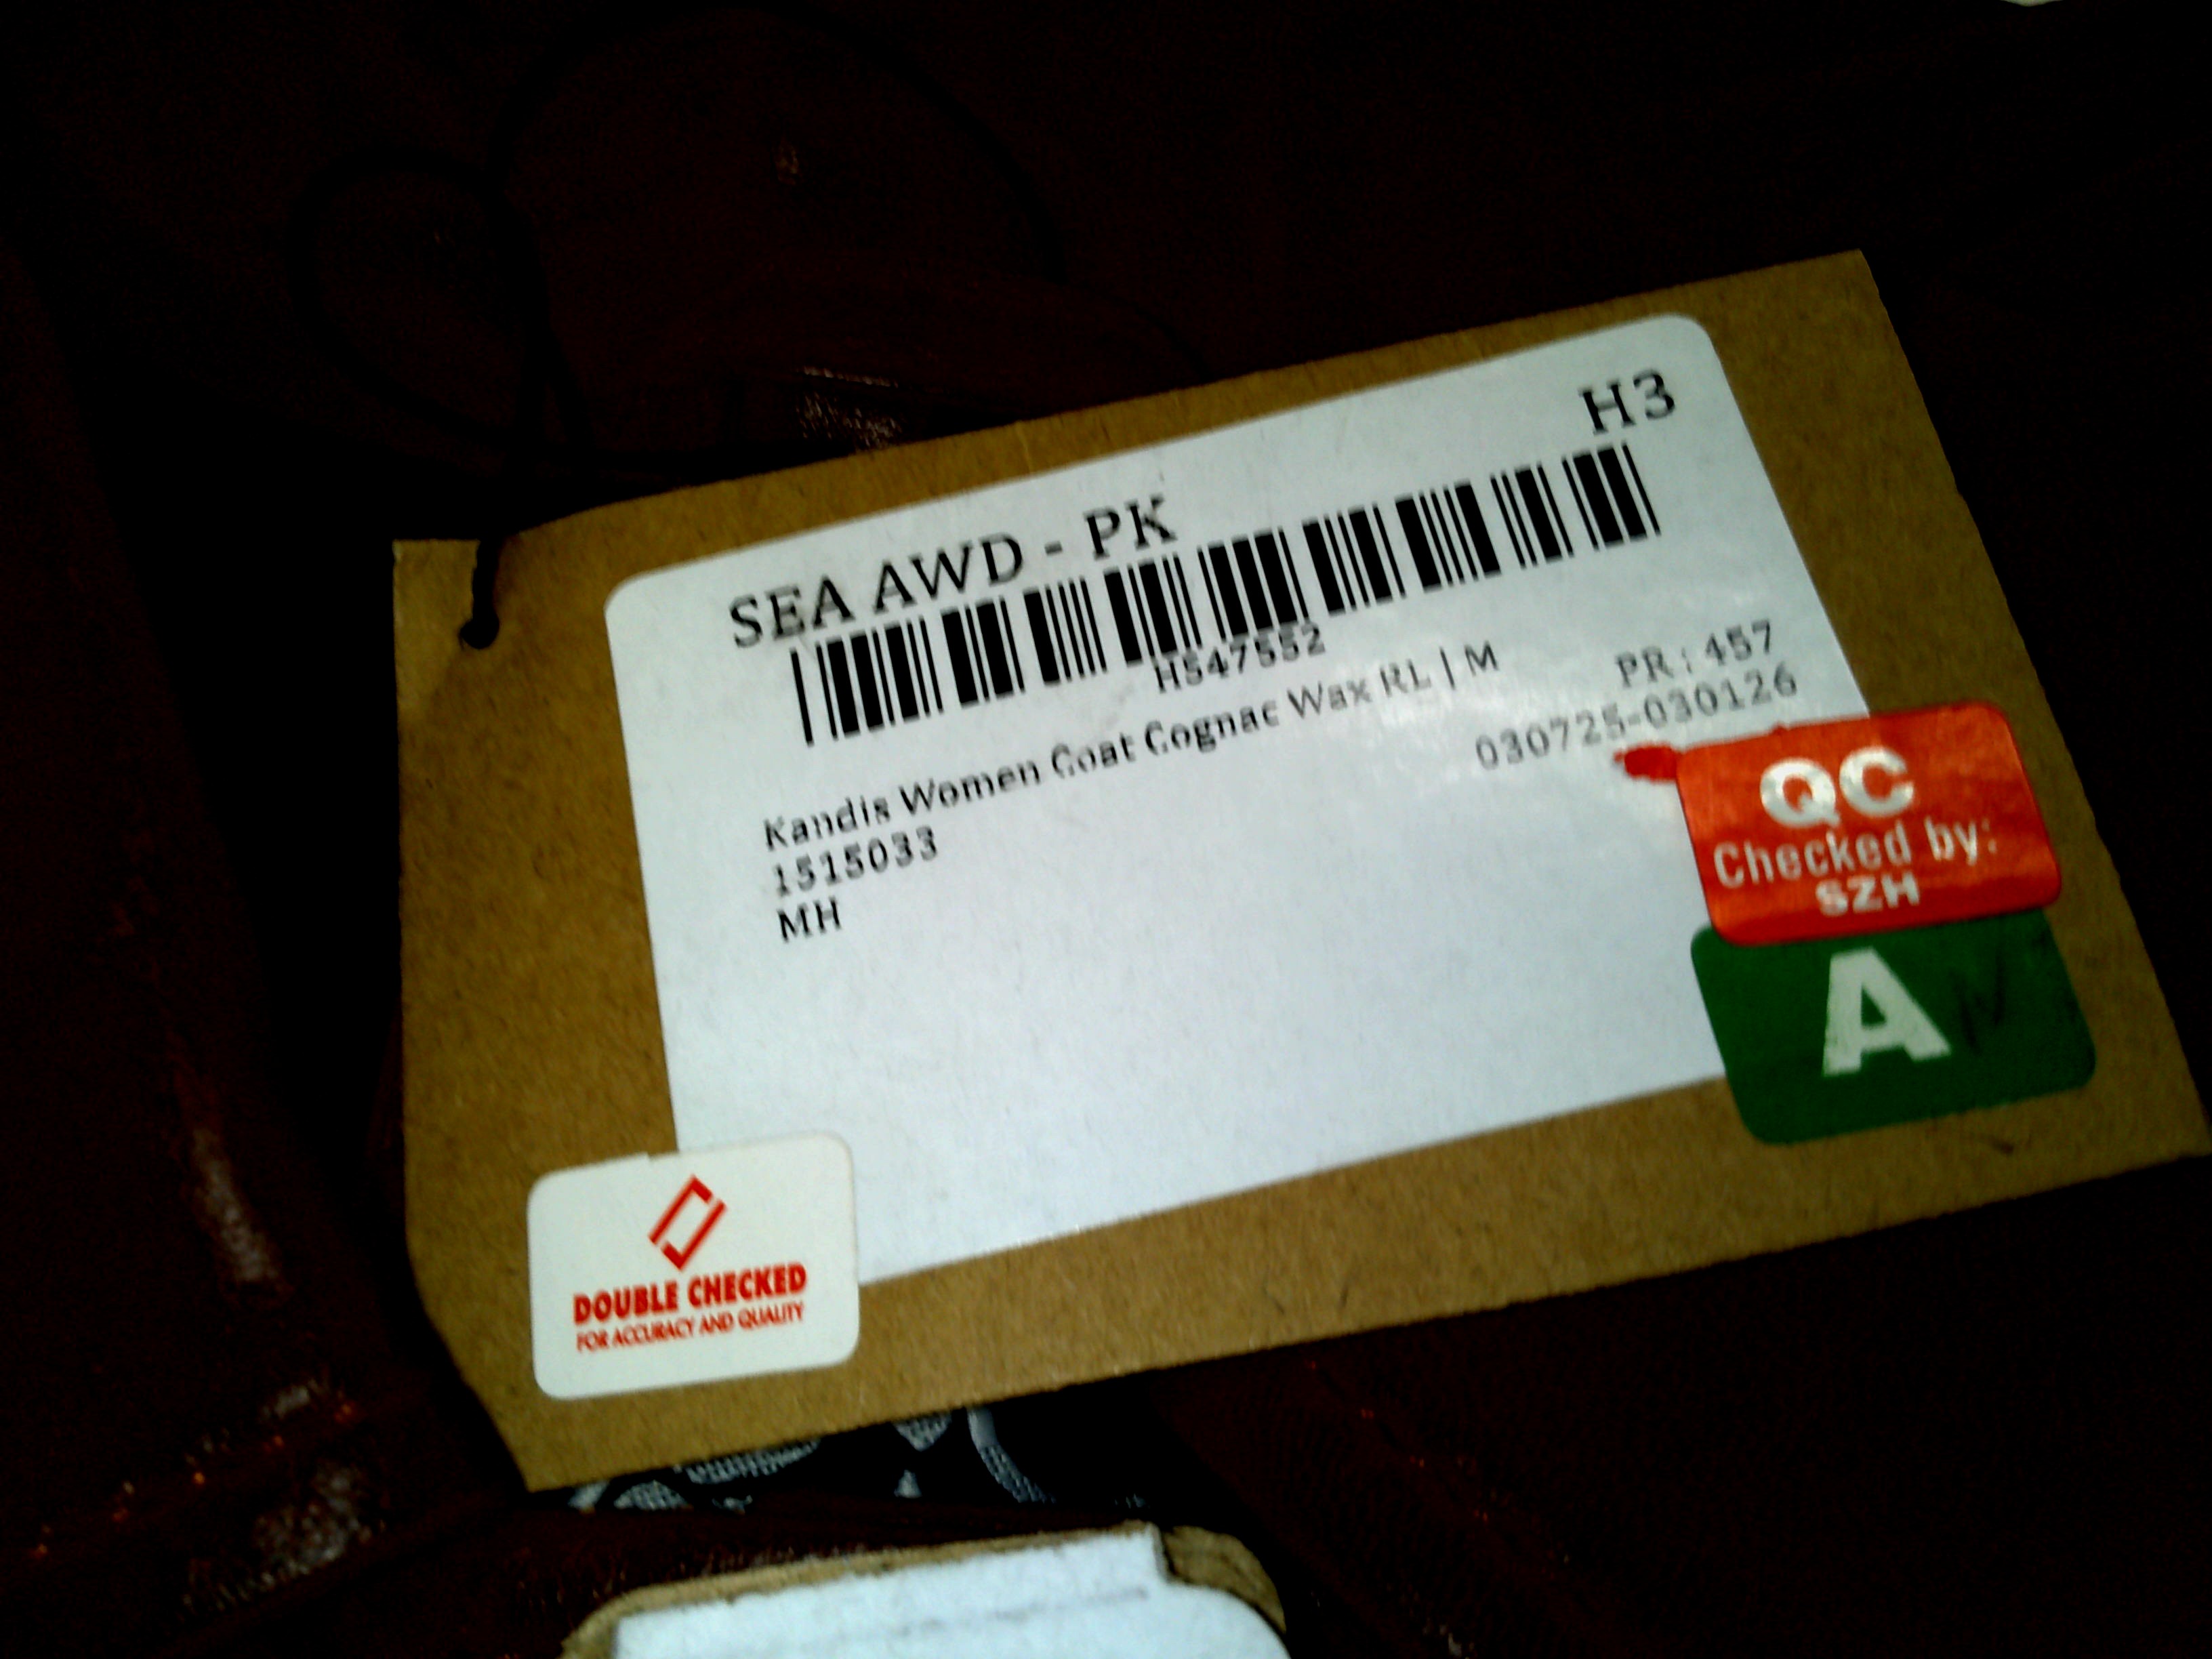 H3
SEA AWD - PK
H547552
Kandis Women Coat Cognac Wax RL | M
PR : 457
1515033
030725-030126
MH
QC
Checked by:
SZH
A
DOUBLE CHECKED
FOR ACCURACY AND QUALITY